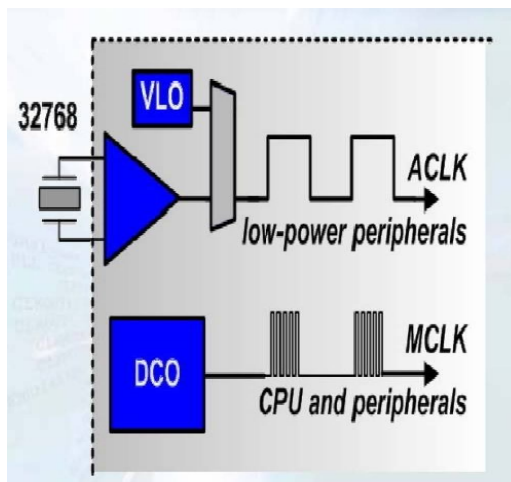 VLO
32768
ACLK
low-power peripherals
MCLK
DCO
CPU and peripherals